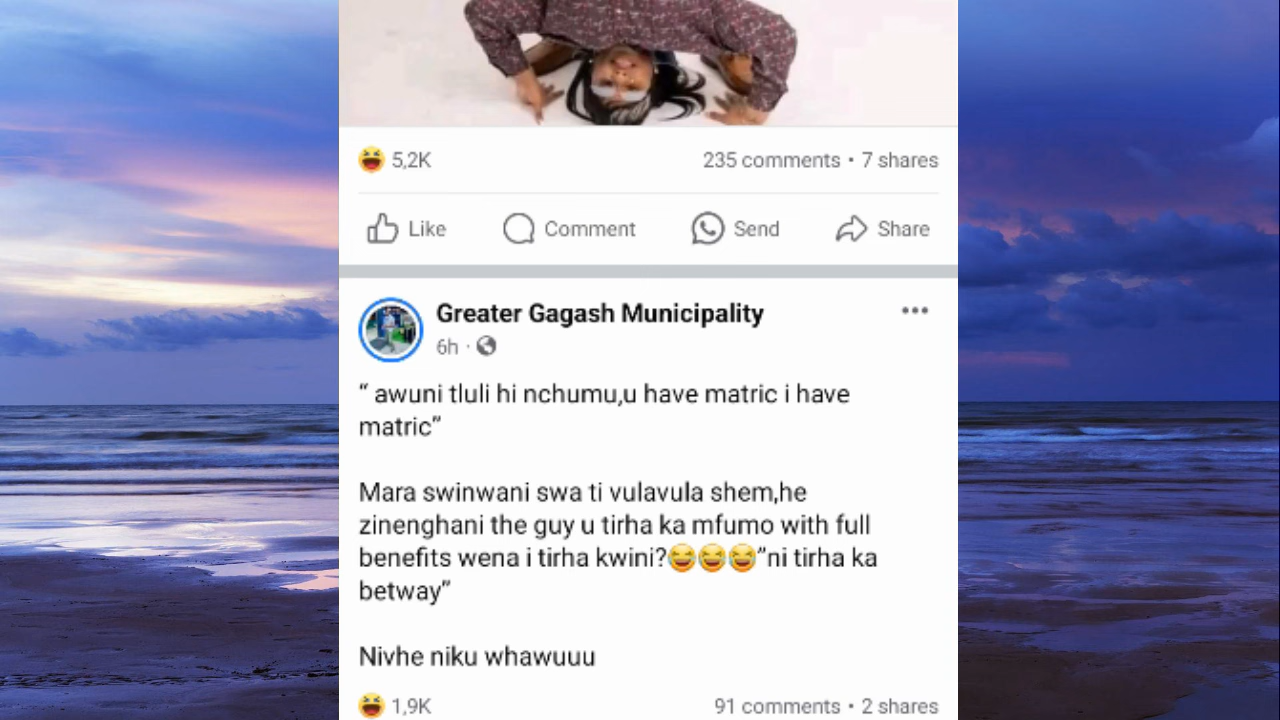 5,2K 235 comments • 7 shares
Like Comment Send Share
Greater Gagash Municipality
6h ·
“ awuni tluli hi nchumu,u have matric i have
matric”
Mara swinwani swa ti vulavula shem,he
zinenghani the guy u tirha ka mfumo with full
benefits wena i tirha kwini?😂😂😂”ni tirha ka
betway”
Nivhe niku whawuuu
1,9K 91 comments • 2 shares